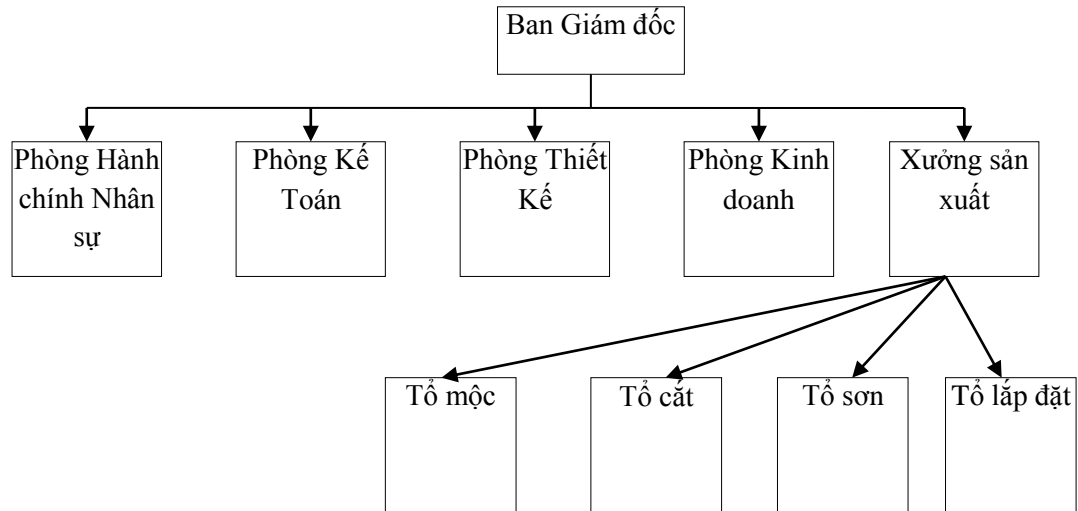 Ban Giám đốc
Phòng Hành
chính Nhân
sự
Phòng Kế
Toán
Phòng Thiết
Kế
Phòng Kinh
doanh
Xưởng sản
xuất
Tổ mộc
Tổ cắt
Tổ sơn
Tổ lắp đặt